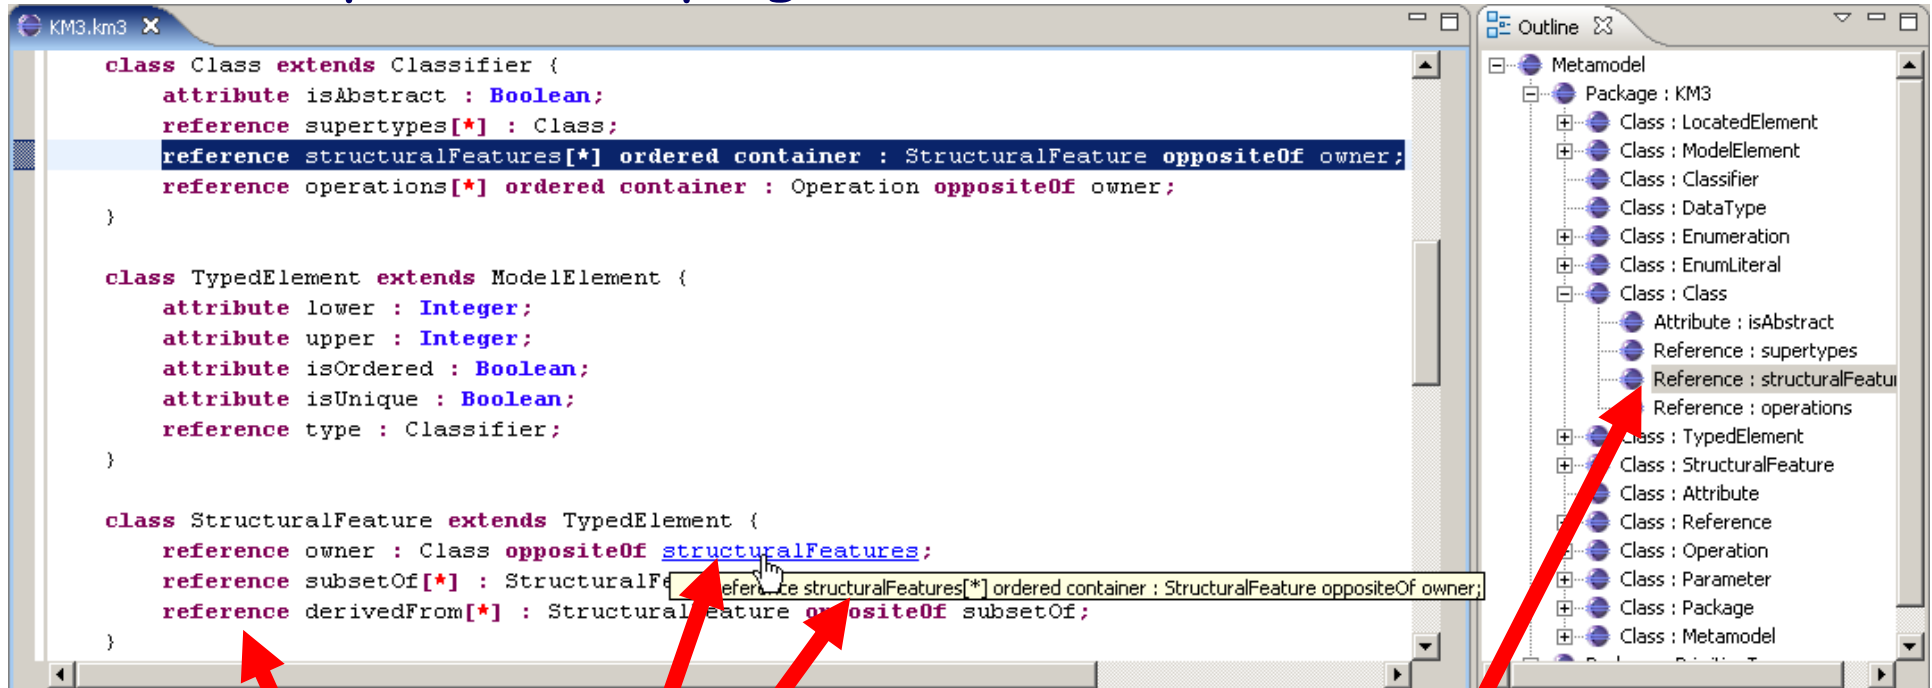 KM3.km3
class Class extends Classifier {
attribute isAbstract : Boolean;
reference supertypes[*] : Class;
reference structuralFeatures[*] ordered container : StructuralFeature oppositeOf owner;
reference operations[*] ordered container : Operation oppositeOf owner;
}
class TypedElement extends ModelElement {
attribute lower : Integer;
attribute upper : Integer;
attribute isOrdered : Boolean;
attribute isUnique : Boolean;
reference type : Classifier;
}
class StructuralFeature extends TypedElement {
reference owner : Class oppositeOf structuralFeatures;
reference subsetOf[*] : StructuralFe
reference structuralFeatures[*] ordered container : StructuralFeature oppositeOf owner;
reference derivedFrom[*] : StructuralFeature oppositeOf subsetOf;
}
Outline
Metamodel
Package : KM3
Class : LocatedElement
Class : ModelElement
Class : Classifier
Class : DataType
Class : Enumeration
Class : EnumLiteral
Class : Class
Attribute : isAbstract
Reference : supertypes
Reference : structuralFeatu
Reference : operations
Class : TypedElement
Class : StructuralFeature
Class : Attribute
Class : Reference
Class : Operation
Class : Parameter
Class : Package
Class : Metamodel